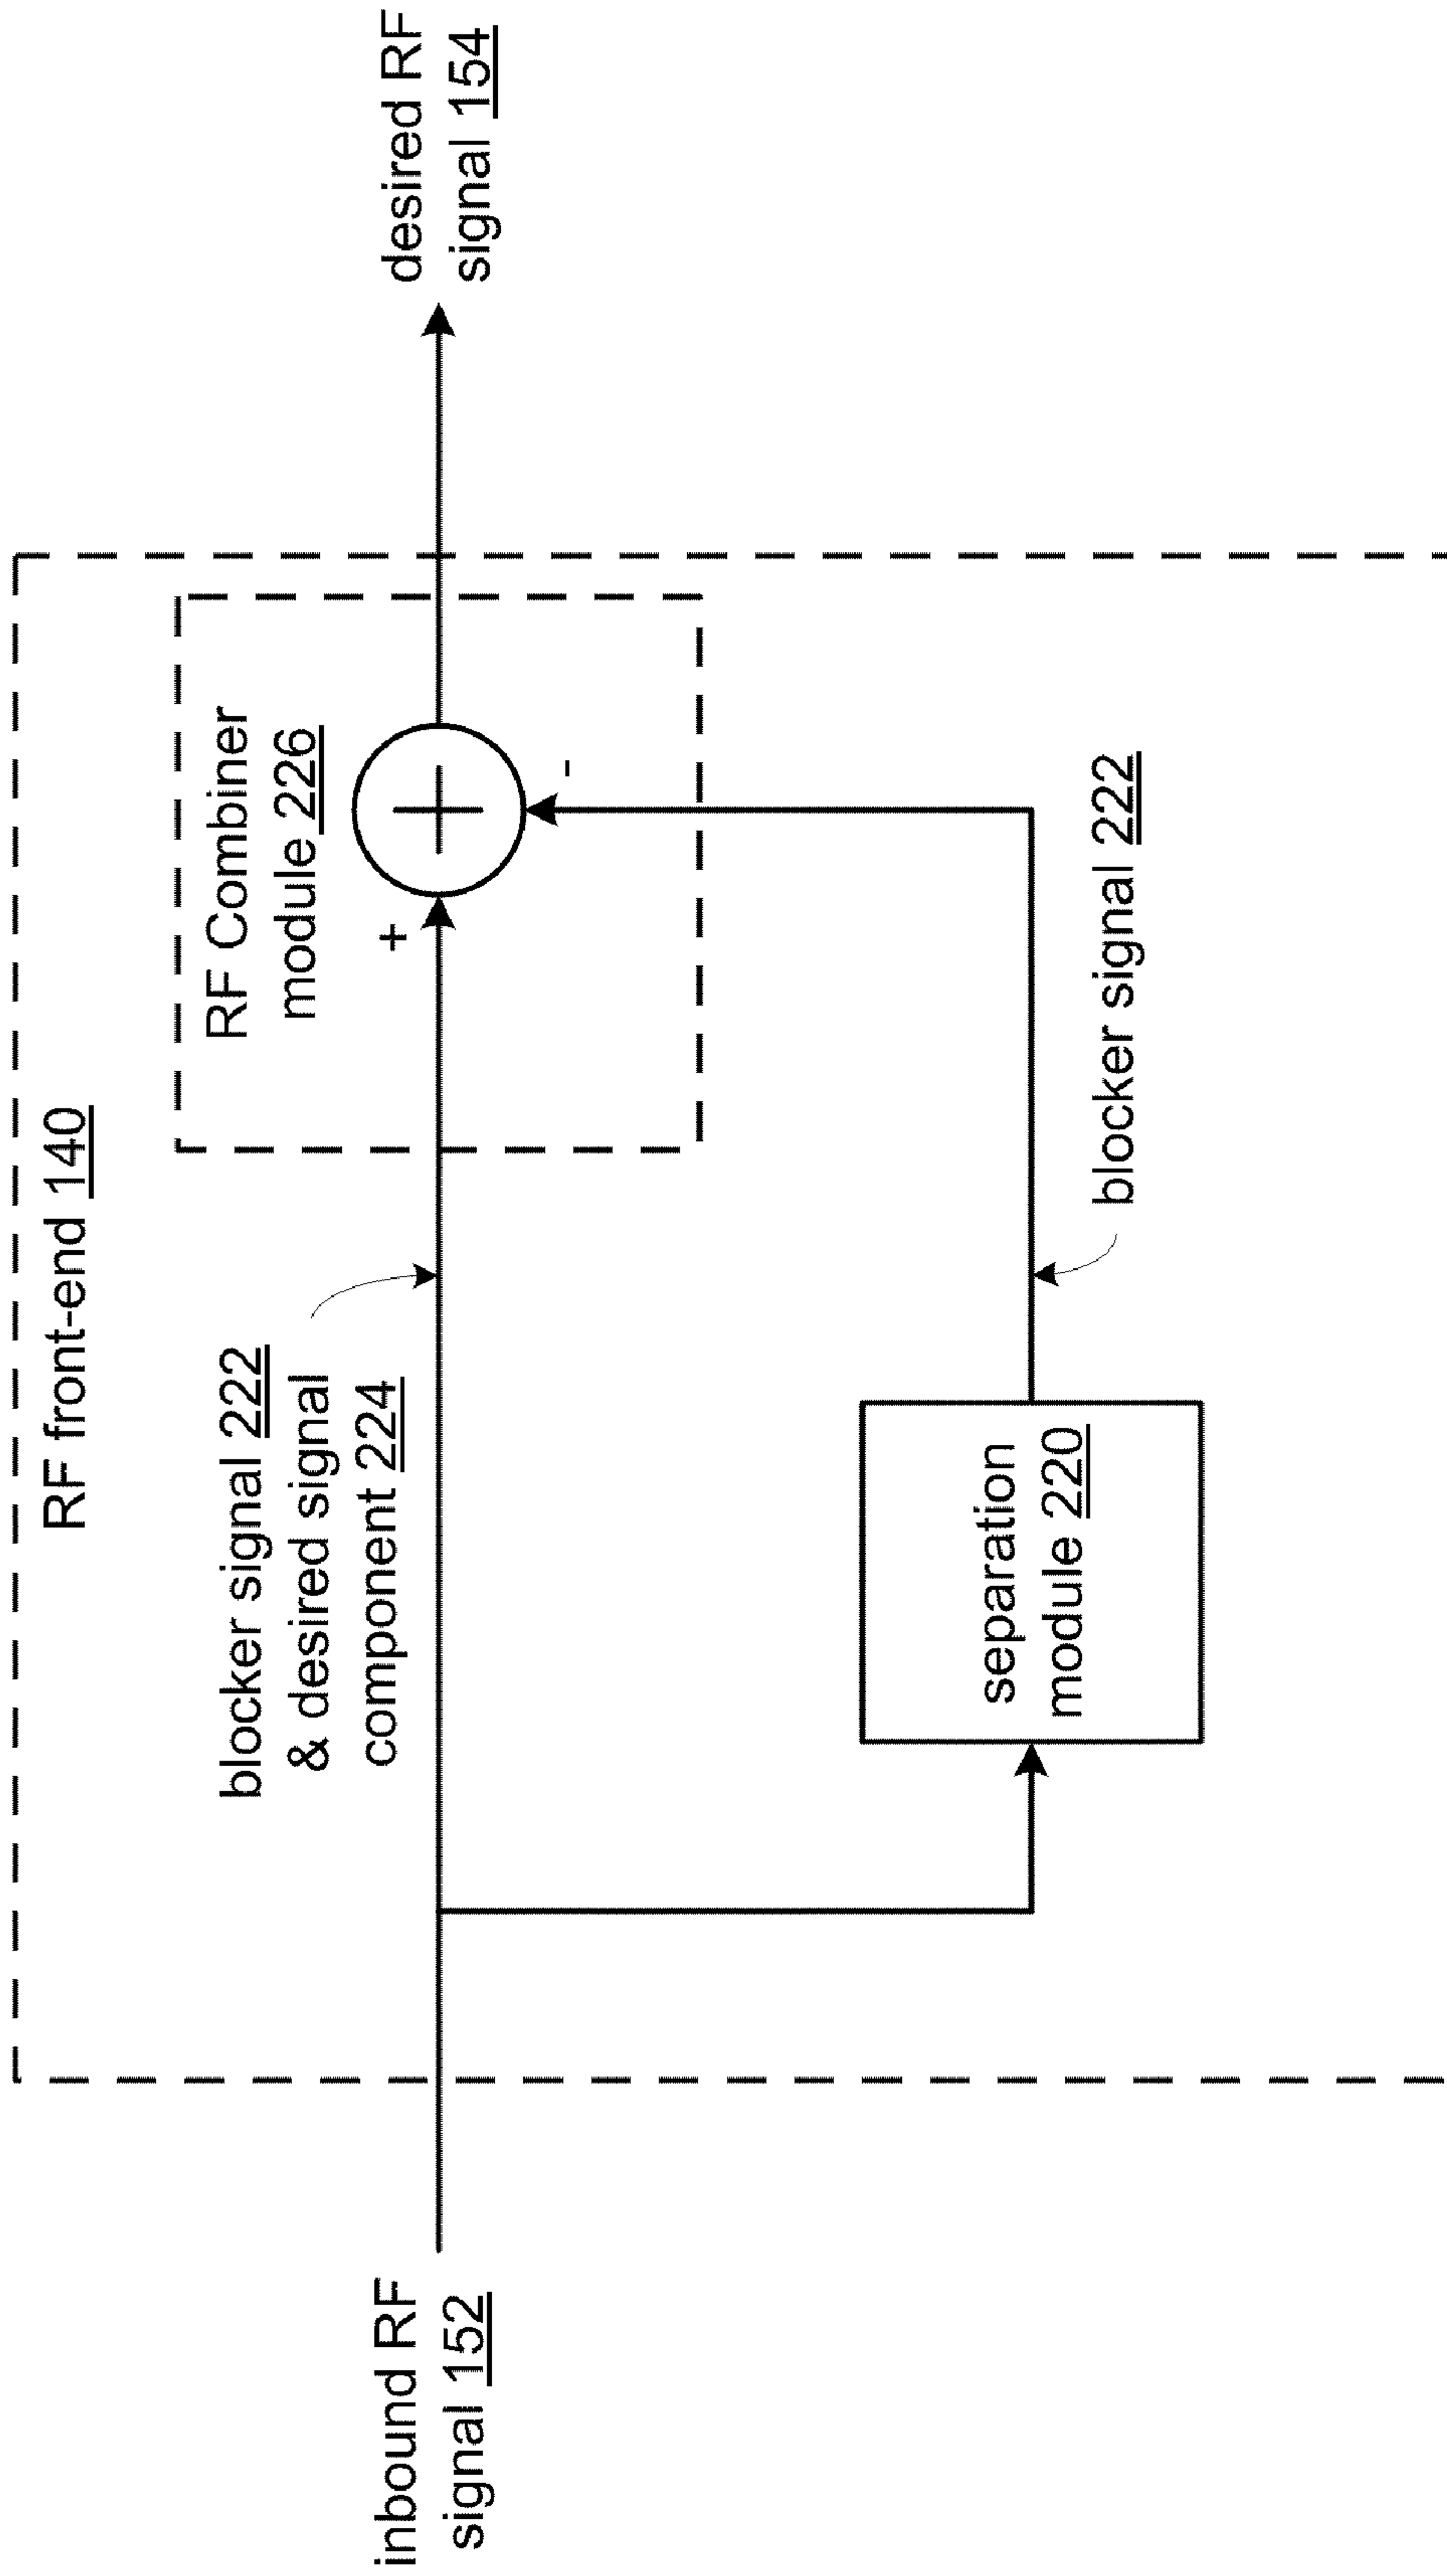 RF front-end 140
inbound RF
signal 152
blocker signal 222
& desired signal
component 224
+
RF Combiner
module 226
-
desired RF
signal 154
separation
module 220
blocker signal 222